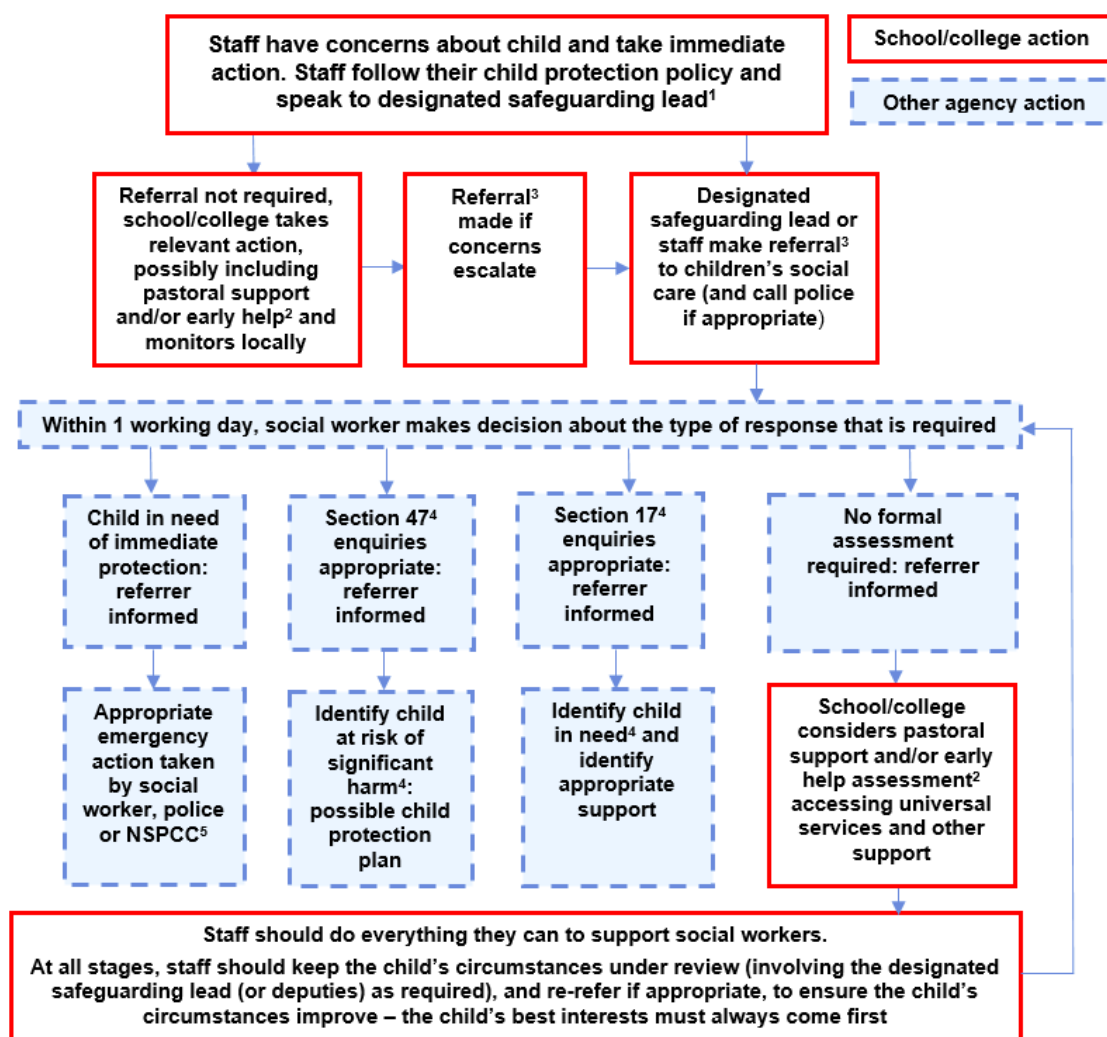 Staff have concerns about child and take immediate
action. Staff follow their child protection policy and
speak to designated safeguarding lead¹
School/college action
Other agency action
Referral not required,
school/college takes
relevant action,
possibly including
pastoral support
and/or early help² and
monitors locally
Referral³
made if
concerns
escalate
Designated
safeguarding lead or
staff make referral³
to children’s social
care (and call police
if appropriate)
Within 1 working day, social worker makes decision about the type of response that is required
Child in need
of immediate
protection:
referrer
informed
Section 47⁴
enquiries
appropriate:
referrer
informed
Section 17⁴
enquiries
appropriate:
referrer
informed
No formal
assessment
required: referrer
informed
Appropriate
emergency
action taken
by social
worker, police
or NSPCC⁵
Identify child
at risk of
significant
harm⁴:
possible child
protection
plan
Identify child
in need⁴ and
identify
appropriate
support
School/college
considers pastoral
support and/or early
help assessment²
accessing universal
services and other
support
Staff should do everything they can to support social workers.
At all stages, staff should keep the child’s circumstances under review (involving the designated
safeguarding lead (or deputies) as required), and re-refer if appropriate, to ensure the child’s
circumstances improve – the child’s best interests must always come first